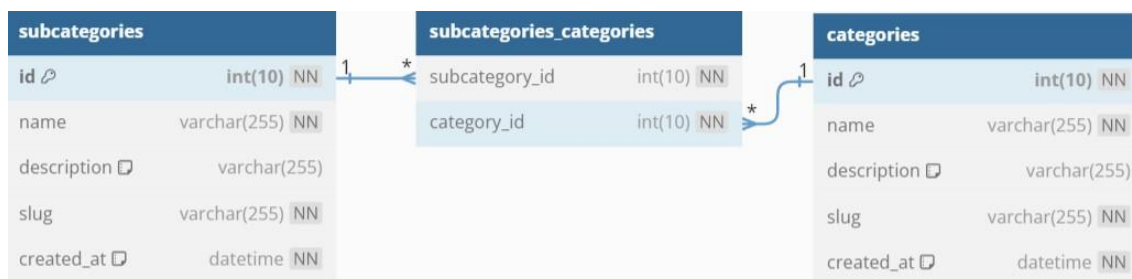 subcategories
id int(10) NN
name varchar(255) NN
description varchar(255)
slug varchar(255) NN
created_at datetime NN
1 *
subcategories_categories
subcategory_id int(10) NN
category_id int(10) NN
* 1
categories
id int(10) NN
name varchar(255) NN
description varchar(255)
slug varchar(255) NN
created_at datetime NN